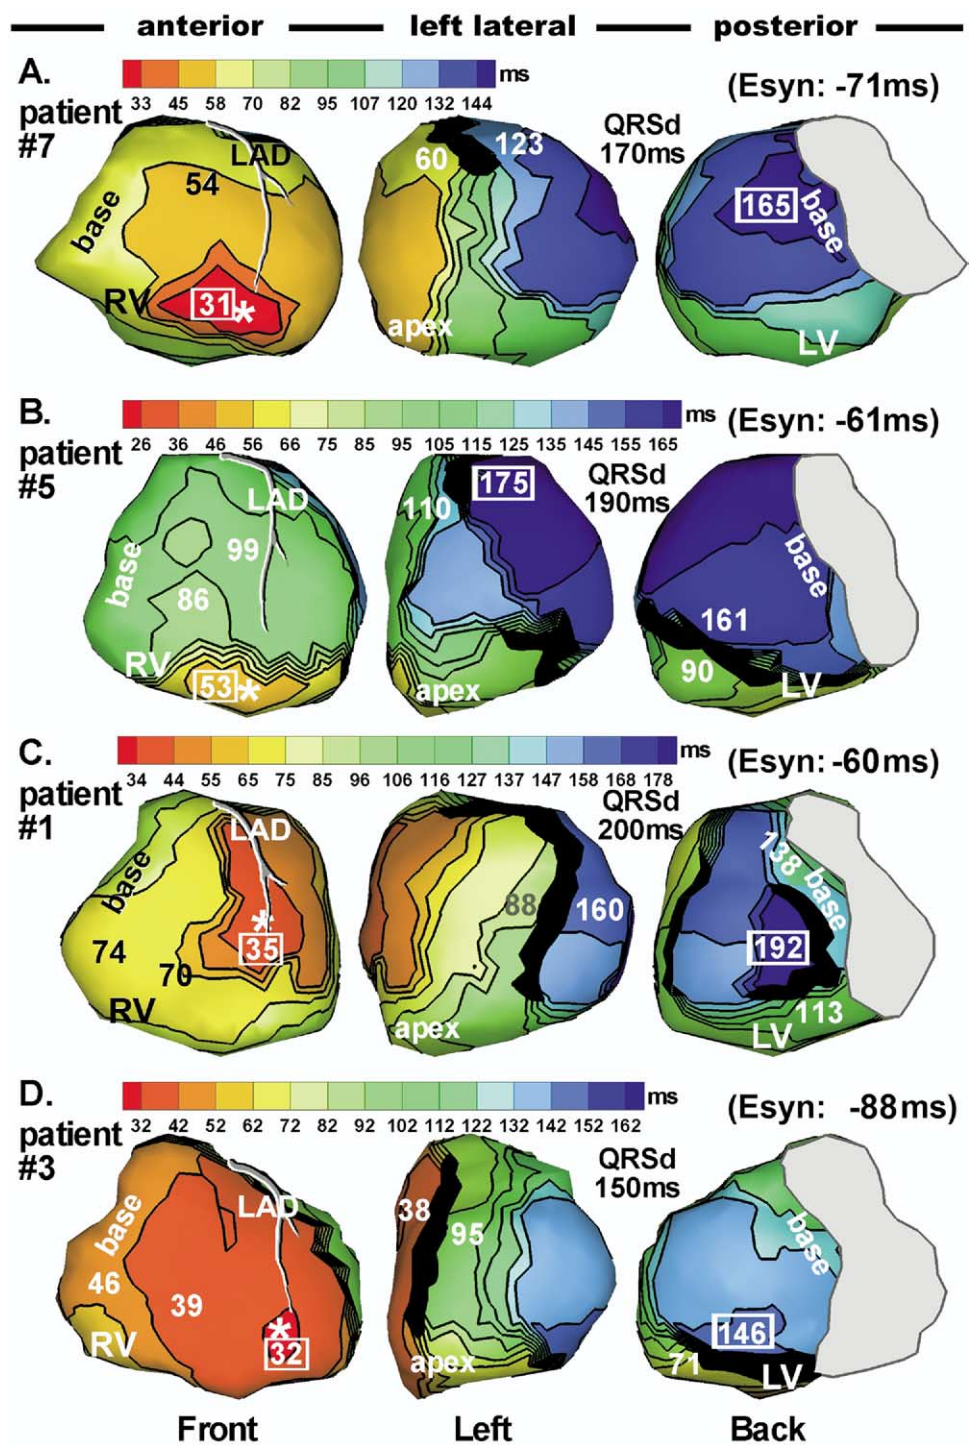 anterior left lateral posterior
A.
ms
33 45 58 70 82 95 107 120 132 144
(Esyn: -71ms)
patient
#7
QRSd
170ms
LAD
54
base
RV
31
*
60
123
apex
165
base
LV
B.
ms
26 36 46 56 66 75 85 95 105 115 125 135 145 155 165
(Esyn: -61ms)
patient
#5
QRSd
190ms
LAD
99
base
86
RV
53
*
175
110
apex
base
161
90
LV
C.
ms
34 44 55 65 75 85 96 106 116 127 137 147 158 168 178
(Esyn: -60ms)
patient
#1
QRSd
200ms
LAD
base
*
35
74
70
RV
88
160
apex
138
base
192
113
LV
D.
ms
32 42 52 62 72 82 92 102 112 122 132 142 152 162
(Esyn: -88ms)
patient
#3
QRSd
150ms
LAD
base
46
39
RV
*
32
38
95
apex
base
146
71
LV
Front Left Back